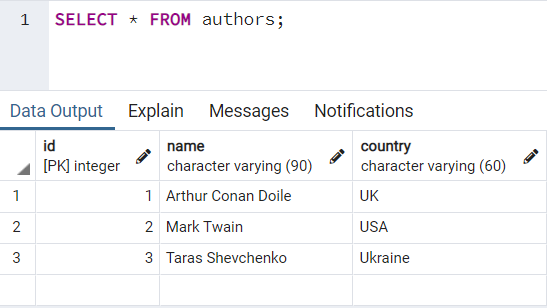 1 SELECT * FROM authors;
Data Output Explain Messages Notifications
id name country
[PK] integer character varying (90) character varying (60)
1 1 Arthur Conan Doile UK
2 2 Mark Twain USA
3 3 Taras Shevchenko Ukraine